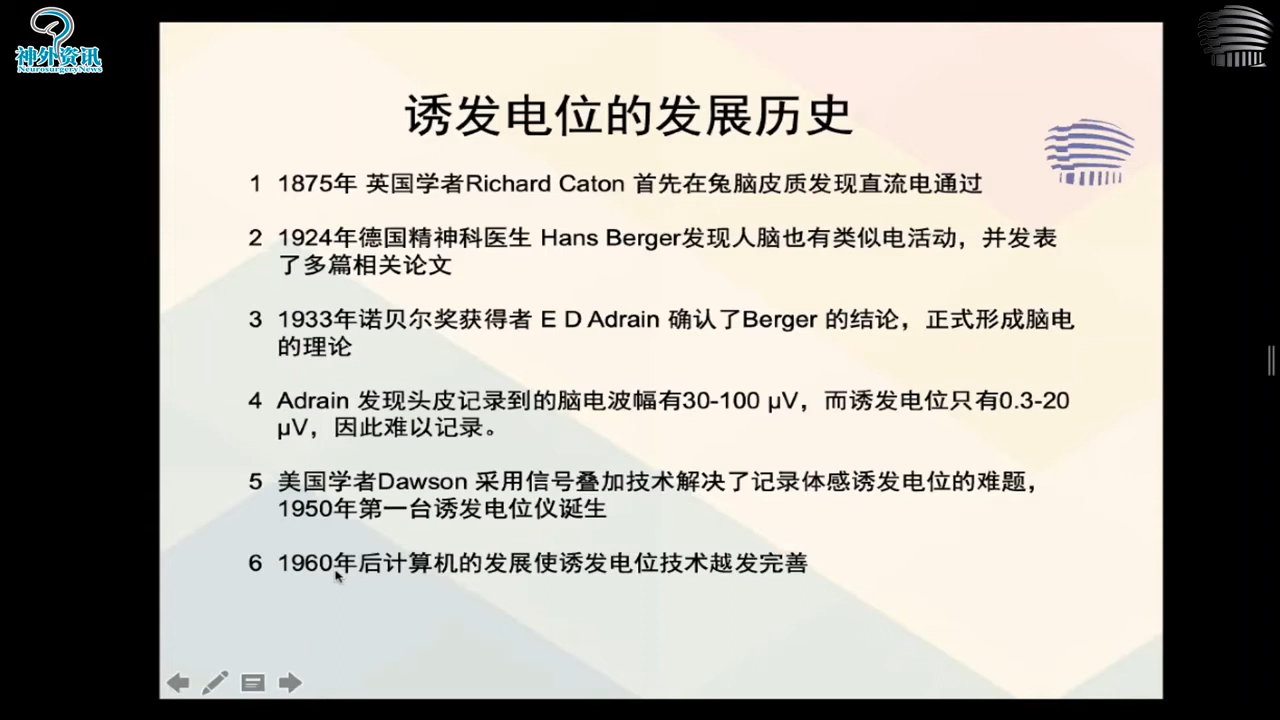 神外资讯
NeurosurgeryNews
诱发电位的发展历史
1 1875年 英国学者Richard Caton 首先在兔脑皮质发现直流电通过
2 1924年德国精神科医生 Hans Berger发现人脑也有类似电活动，并发表
了多篇相关论文
3 1933年诺贝尔奖获得者 E D Adrain 确认了Berger 的结论，正式形成脑电
的理论
4 Adrain 发现头皮记录到的脑电波幅有30-100 μV，而诱发电位只有0.3-20
μV，因此难以记录。
5 美国学者Dawson 采用信号叠加技术解决了记录体感诱发电位的难题，
1950年第一台诱发电位仪诞生
6 1960年后计算机的发展使诱发电位技术越发完善